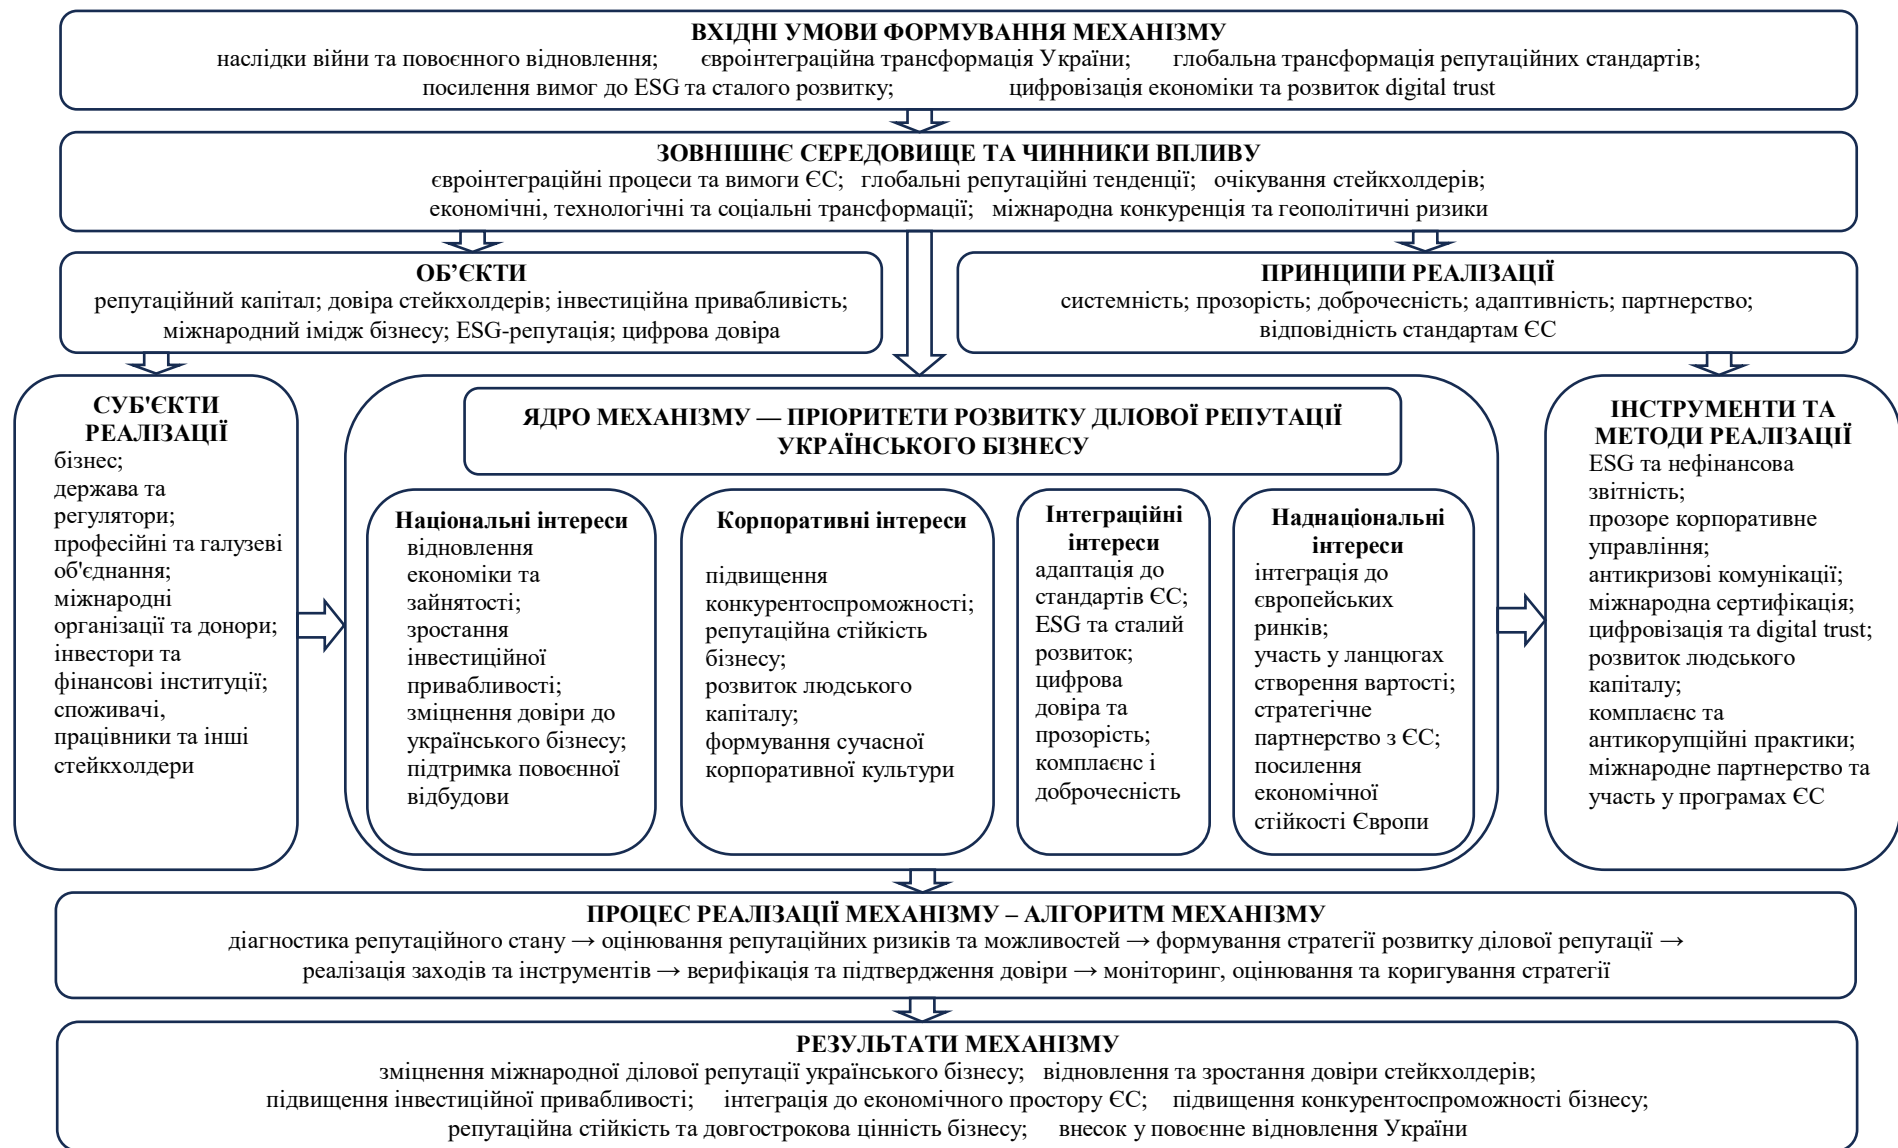 ВХІДНІ УМОВИ ФОРМУВАННЯ МЕХАНІЗМУ
наслідки війни та повоєнного відновлення; євроінтеграційна трансформація України; глобальна трансформація репутаційних стандартів;
посилення вимог до ESG та сталого розвитку; цифровізація економіки та розвиток digital trust
ЗОВНІШНЄ СЕРЕДОВИЩЕ ТА ЧИННИКИ ВПЛИВУ
євроінтеграційні процеси та вимоги ЄС; глобальні репутаційні тенденції; очікування стейкхолдерів;
економічні, технологічні та соціальні трансформації; міжнародна конкуренція та геополітичні ризики
ОБ’ЄКТИ
репутаційний капітал; довіра стейкхолдерів; інвестиційна привабливість;
міжнародний імідж бізнесу; ESG-репутація; цифрова довіра
ПРИНЦИПИ РЕАЛІЗАЦІЇ
системність; прозорість; доброчесність; адаптивність; партнерство;
відповідність стандартам ЄС
СУБ'ЄКТИ
РЕАЛІЗАЦІЇ
бізнес;
держава та
регулятори;
професійні та галузеві
об'єднання;
міжнародні
організації та донори;
інвестори та
фінансові інституції;
споживачі,
працівники та інші
стейкхолдери
ЯДРО МЕХАНІЗМУ — ПРІОРИТЕТИ РОЗВИТКУ ДІЛОВОЇ РЕПУТАЦІЇ
УКРАЇНСЬКОГО БІЗНЕСУ
Національні інтереси
відновлення
економіки та
зайнятості;
зростання
інвестиційної
привабливості;
зміцнення довіри до
українського бізнесу;
підтримка повоєнної
відбудови
Корпоративні інтереси
підвищення
конкурентоспроможності;
репутаційна стійкість
бізнесу;
розвиток людського
капіталу;
формування сучасної
корпоративної культури
Інтеграційні
інтереси
адаптація до
стандартів ЄС;
ESG та сталий
розвиток;
цифрова
довіра та
прозорість;
комплаєнс і
доброчесність
Наднаціональні
інтереси
інтеграція до
європейських
ринків;
участь у ланцюгах
створення вартості;
стратегічне
партнерство з ЄС;
посилення
економічної
стійкості Європи
ІНСТРУМЕНТИ ТА
МЕТОДИ РЕАЛІЗАЦІЇ
ESG та нефінансова
звітність;
прозоре корпоративне
управління;
антикризові комунікації;
міжнародна сертифікація;
цифровізація та digital trust;
розвиток людського
капіталу;
комплаєнс та
антикорупційні практики;
міжнародне партнерство та
участь у програмах ЄС
ПРОЦЕС РЕАЛІЗАЦІЇ МЕХАНІЗМУ – АЛГОРИТМ МЕХАНІЗМУ
діагностика репутаційного стану → оцінювання репутаційних ризиків та можливостей → формування стратегії розвитку ділової репутації →
реалізація заходів та інструментів → верифікація та підтвердження довіри → моніторинг, оцінювання та коригування стратегії
РЕЗУЛЬТАТИ МЕХАНІЗМУ
зміцнення міжнародної ділової репутації українського бізнесу; відновлення та зростання довіри стейкхолдерів;
підвищення інвестиційної привабливості; інтеграція до економічного простору ЄС; підвищення конкурентоспроможності бізнесу;
репутаційна стійкість та довгострокова цінність бізнесу; внесок у повоєнне відновлення України